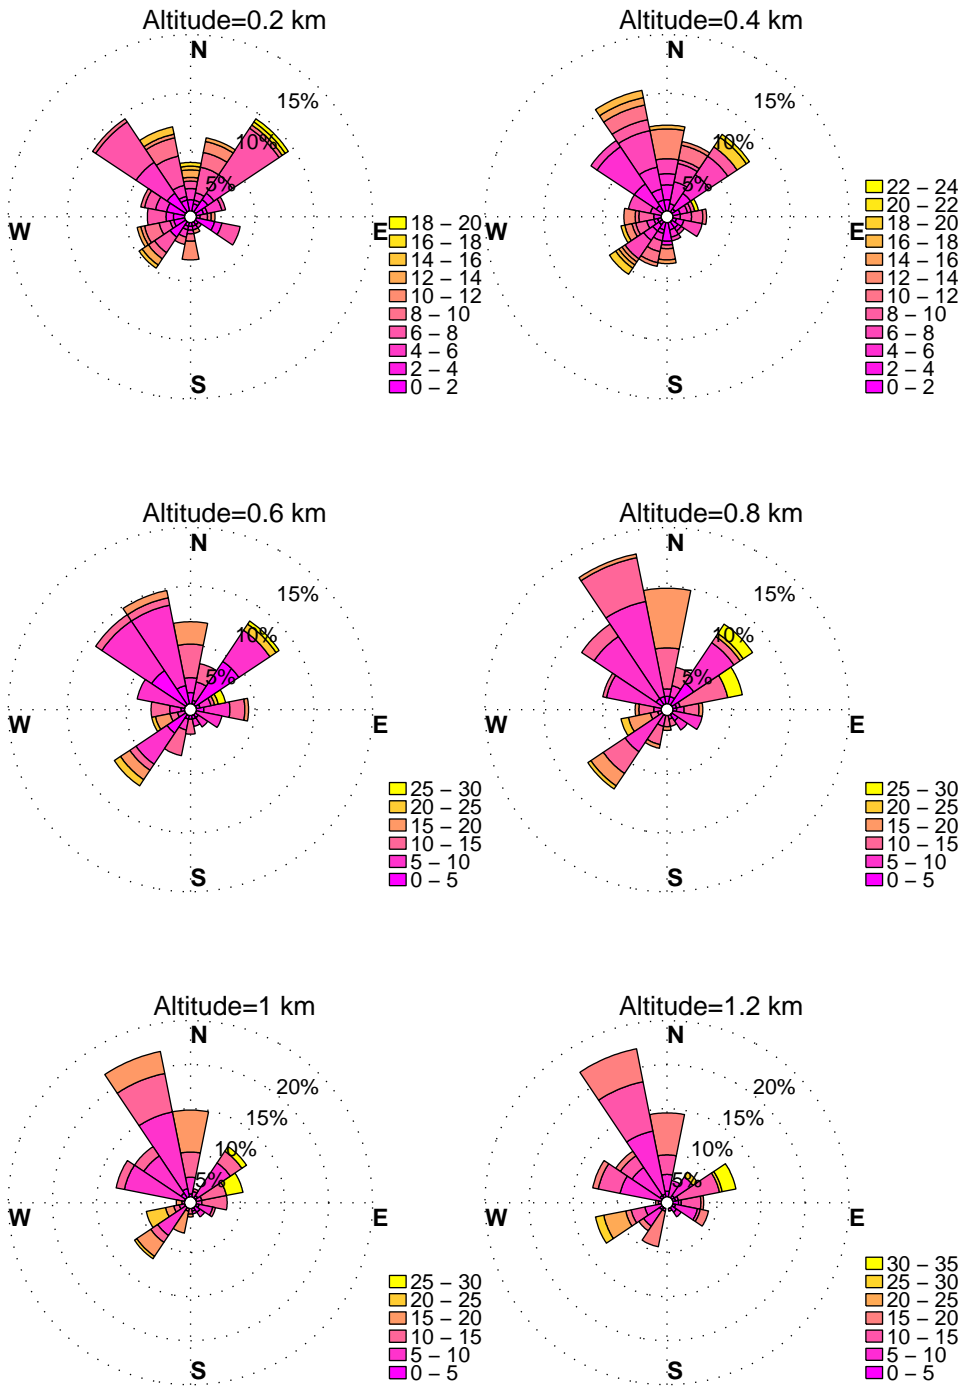 Altitude=0.2 km
N
15%
10%
5%
W
E
S
18 – 20
16 – 18
14 – 16
12 – 14
10 – 12
8 – 10
6 – 8
4 – 6
2 – 4
0 – 2
Altitude=0.4 km
N
15%
10%
5%
W
E
S
22 – 24
20 – 22
18 – 20
16 – 18
14 – 16
12 – 14
10 – 12
8 – 10
6 – 8
4 – 6
2 – 4
0 – 2
Altitude=0.6 km
N
15%
10%
5%
W
E
S
25 – 30
20 – 25
15 – 20
10 – 15
5 – 10
0 – 5
Altitude=0.8 km
N
15%
10%
5%
W
E
S
25 – 30
20 – 25
15 – 20
10 – 15
5 – 10
0 – 5
Altitude=1 km
N
20%
15%
10%
5%
W
E
S
25 – 30
20 – 25
15 – 20
10 – 15
5 – 10
0 – 5
Altitude=1.2 km
N
20%
15%
10%
5%
W
E
S
30 – 35
25 – 30
20 – 25
15 – 20
10 – 15
5 – 10
0 – 5